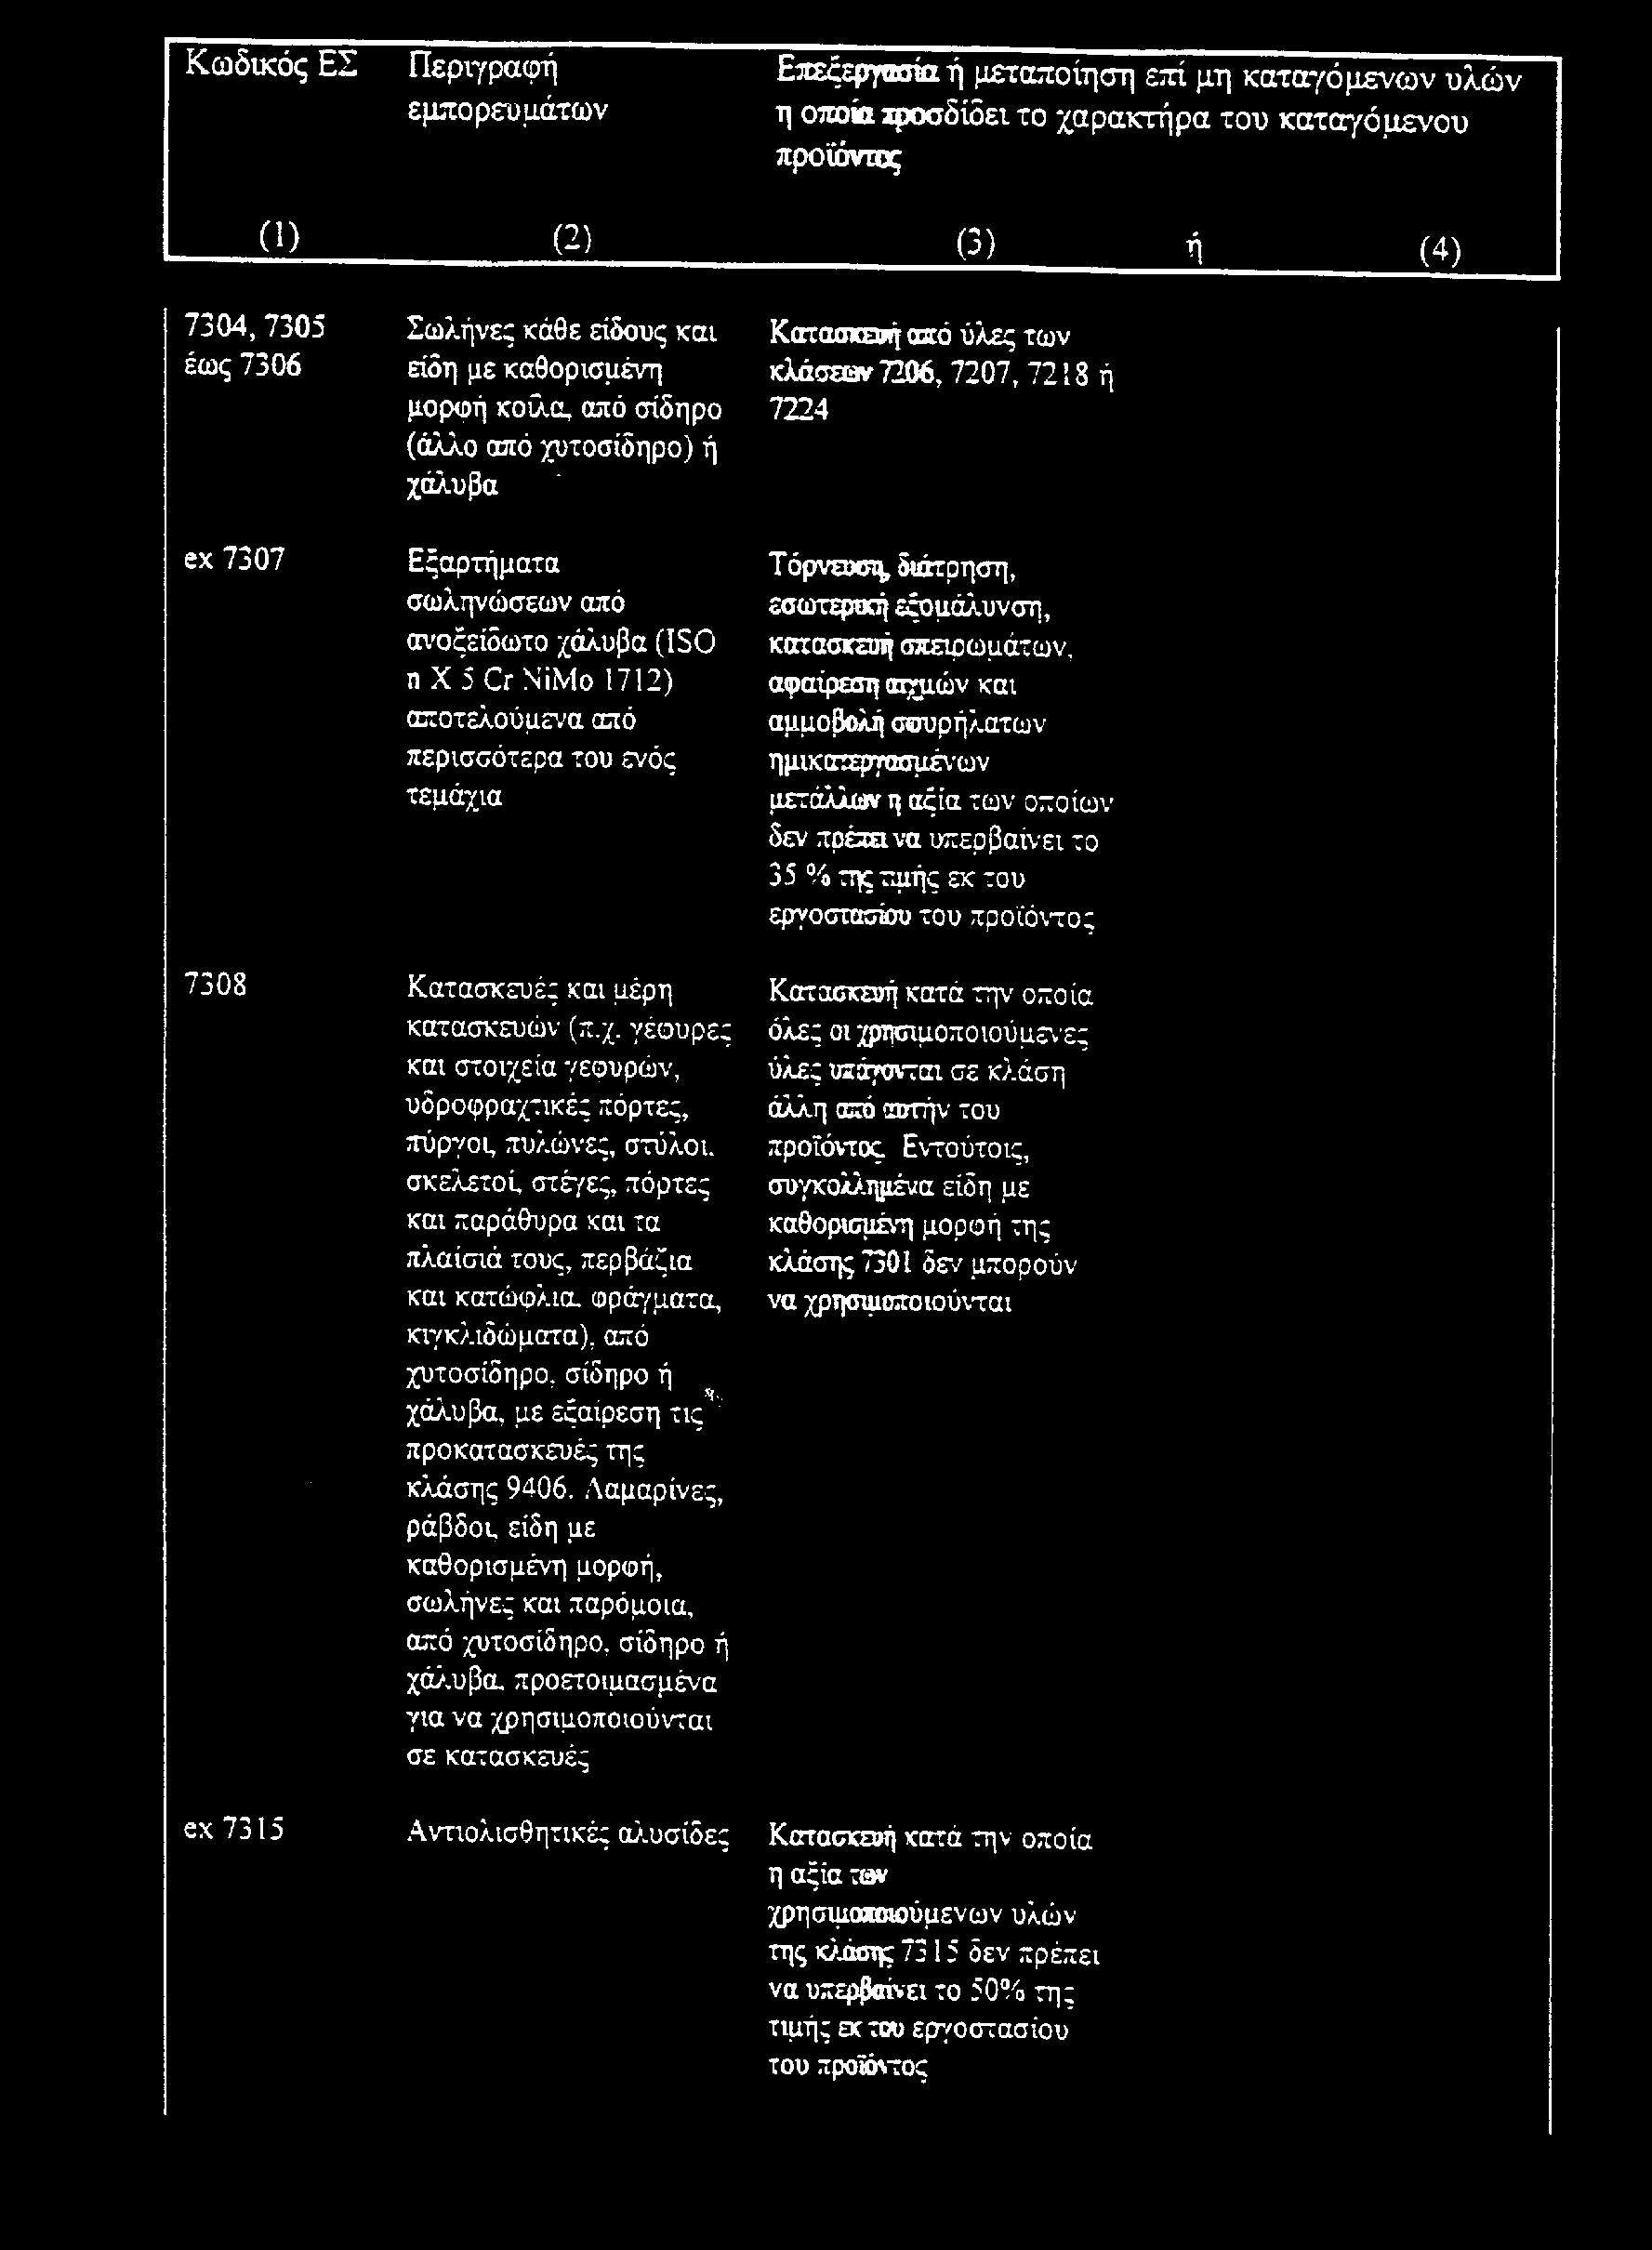 Κωδικός ΕΣ
Περιγραφή
εμπορευμάτων
Επεξεργασία ή μεταποίηση επί μη καταγόμενων υλών
η οποία προσδίδει το χαρακτήρα του καταγόμενου
προϊόντος
(1)
(2)
(3)
ή
(4)
7304, 7305
έως 7306
Σωλήνες κάθε είδους και
είδη με καθορισμένη
μορφή κοίλα, από σίδηρο
(άλλο από χυτοσίδηρο) ή
χάλυβα
Κατασκευή από ύλες των
κλάσεων 7206, 7207, 7218 ή
7224
ex 7307
Εξαρτήματα
σωληνώσεων από
ανοξείδωτο χάλυβα (ISO
n X 5 Cr NiMo 1712)
αποτελούμενα από
περισσότερα του ενός
τεμάχια
Τόρνευση, διάτρηση,
εσωτερική εξομάλυνση,
κατασκευή σπειρωμάτων,
αφαίρεση αιχμών και
αμμοβολή σφυρήλατων
ημικατεργασμένων
μετάλλων η αξία των οποίων
δεν πρέπει να υπερβαίνει το
35 % της τιμής εκ του
εργοστασίου του προϊόντος
7308
Κατασκευές και μέρη
κατασκευών (π.χ. γέφυρες
και στοιχεία γεφυρών,
υδροφραχτικές πόρτες,
πύργοι, πυλώνες, στύλοι,
σκελετοί, στέγες, πόρτες
και παράθυρα και τα
πλαίσιά τους, περβάζια
και κατώφλια, φράγματα,
κιγκλιδώματα), από
χυτοσίδηρο, σίδηρο ή
χάλυβα, με εξαίρεση τις
προκατασκευές της
κλάσης 9406. Λαμαρίνες,
ράβδοι, είδη με
καθορισμένη μορφή,
σωλήνες και παρόμοια,
από χυτοσίδηρο, σίδηρο ή
χάλυβα, προετοιμασμένα
για να χρησιμοποιούνται
σε κατασκευές
Κατασκευή κατά την οποία
όλες οι χρησιμοποιούμενες
ύλες υπάγονται σε κλάση
άλλη από αυτήν του
προϊόντος. Εντούτοις,
συγκολλημένα είδη με
καθορισμένη μορφή της
κλάσης 7301 δεν μπορούν
να χρησιμοποιούνται
ex 7315
Αντιολισθητικές αλυσίδες
Κατασκευή κατά την οποία
η αξία των
χρησιμοποιούμενων υλών
της κλάσης 7315 δεν πρέπει
να υπερβαίνει το 50% της
τιμής εκ του εργοστασίου
του προϊόντος